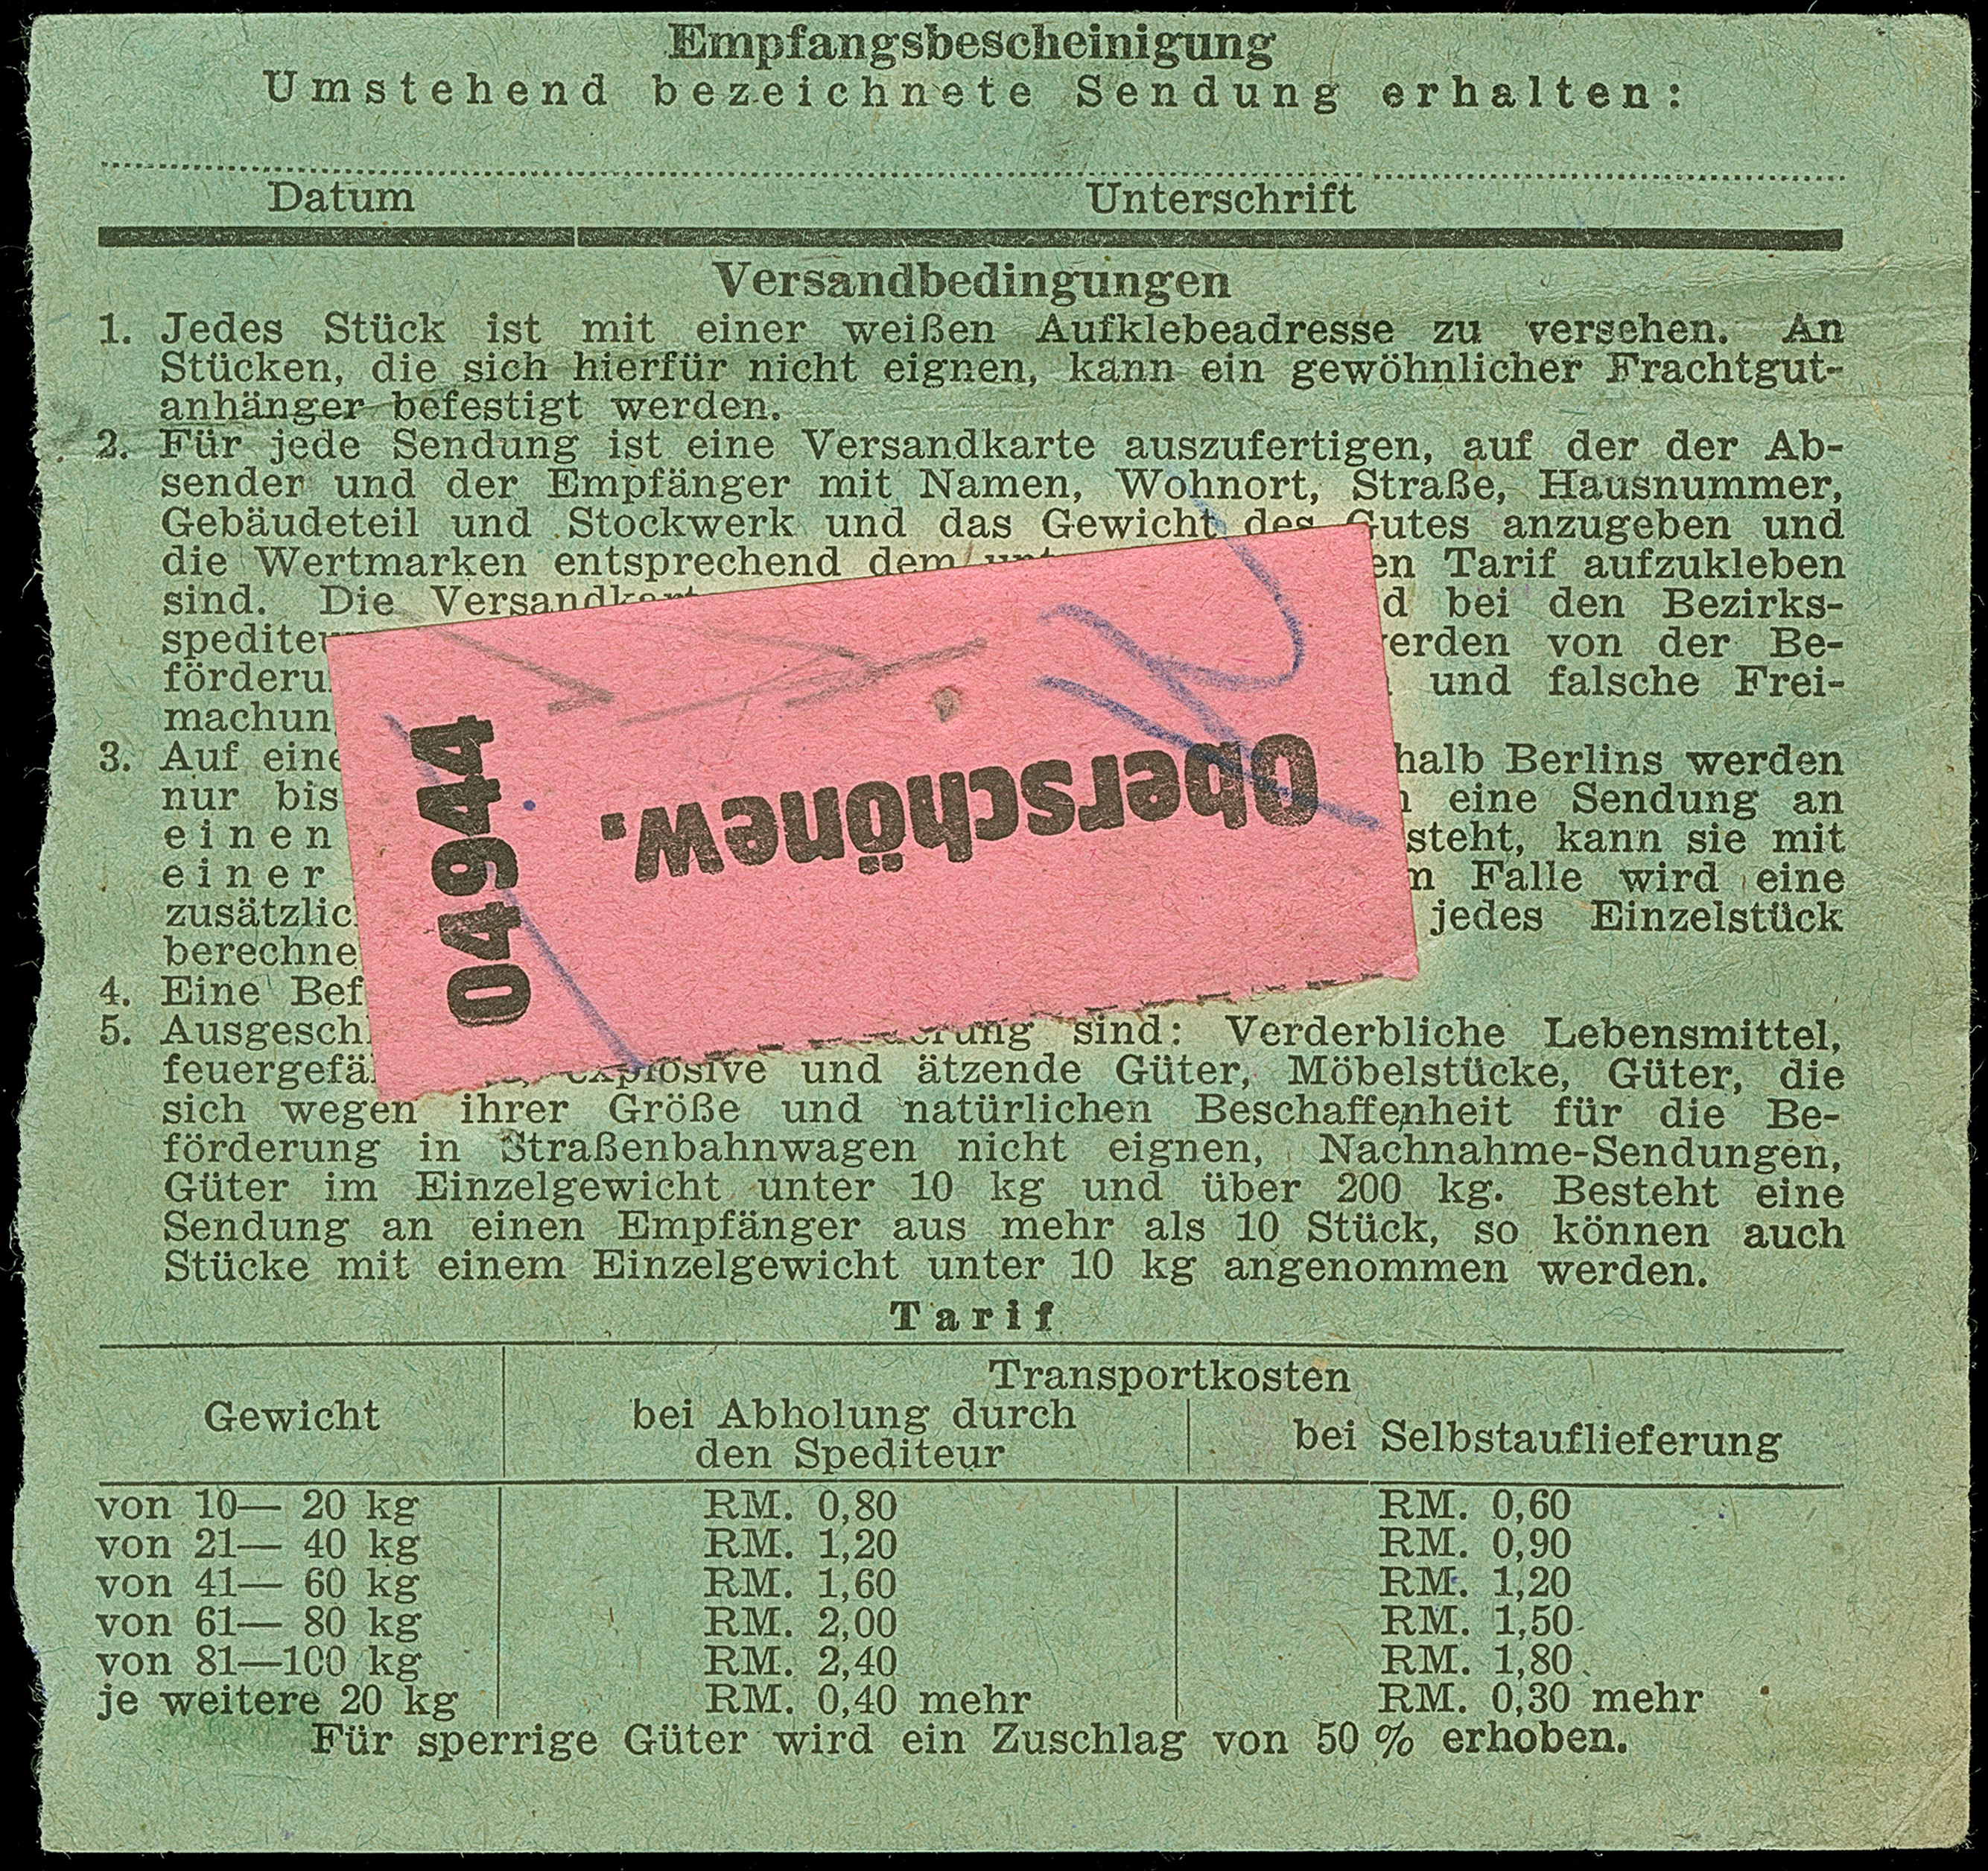 Empfangsbescheinigung
Umstehend bezeichnete Sendung erhalten:
Datum Unterschrift
Versandbedingungen
1. Jedes Stück ist mit einer weißen Aufklebeadresse zu versehen. An
Stücken, die sich hierfür nicht eignen, kann ein gewöhnlicher Frachtgut-
anhänger befestigt werden.
2. Für jede Sendung ist eine Versandkarte auszufertigen, auf der der Ab-
sender und der Empfänger mit Namen, Wohnort, Straße, Hausnummer,
Gebäudeteil und Stockwerk und das Gewicht des Gutes anzugeben und
die Wertmarken entsprechend dem en Tarif aufzukleben
sind. Die d bei den Bezirks-
erden von der Be-
und falsche Frei-
3. Auf halb Berlins werden
nur bis eine Sendung an
einen steht, kann sie mit
einer Falle wird eine
jedes Einzelstück
4. Eine Bef
5. Ausgesch sind: Verderbliche Lebensmittel,
feuergefä explosive und ätzende Güter, Möbelstücke, Güter, die
sich wegen ihrer Größe und natürlichen Beschaffenheit für die Be-
förderung in Straßenbahnwagen nicht eignen, Nachnahme-Sendungen,
Güter im Einzelgewicht unter 10 kg und über 200 kg. Besteht eine
Sendung an einen Empfänger aus mehr als 10 Stück, so können auch
Stücke mit einem Einzelgewicht unter 10 kg angenommen werden.
04944
Oberschönew.
Tarif
Transportkosten
Gewicht bei Abholung durch den Spediteur bei Selbstauflieferung
von 10— 20 kg RM. 0,80 RM. 0,60
von 21— 40 kg RM. 1,20 RM. 0,90
von 41— 60 kg RM. 1,60 RM. 1,20
von 61— 80 kg RM. 2,00 RM. 1,50
von 81—100 kg RM. 2,40 RM. 1,80
je weitere 20 kg RM. 0,40 mehr RM. 0,30 mehr
Für sperrige Güter wird ein Zuschlag von 50 % erhoben.